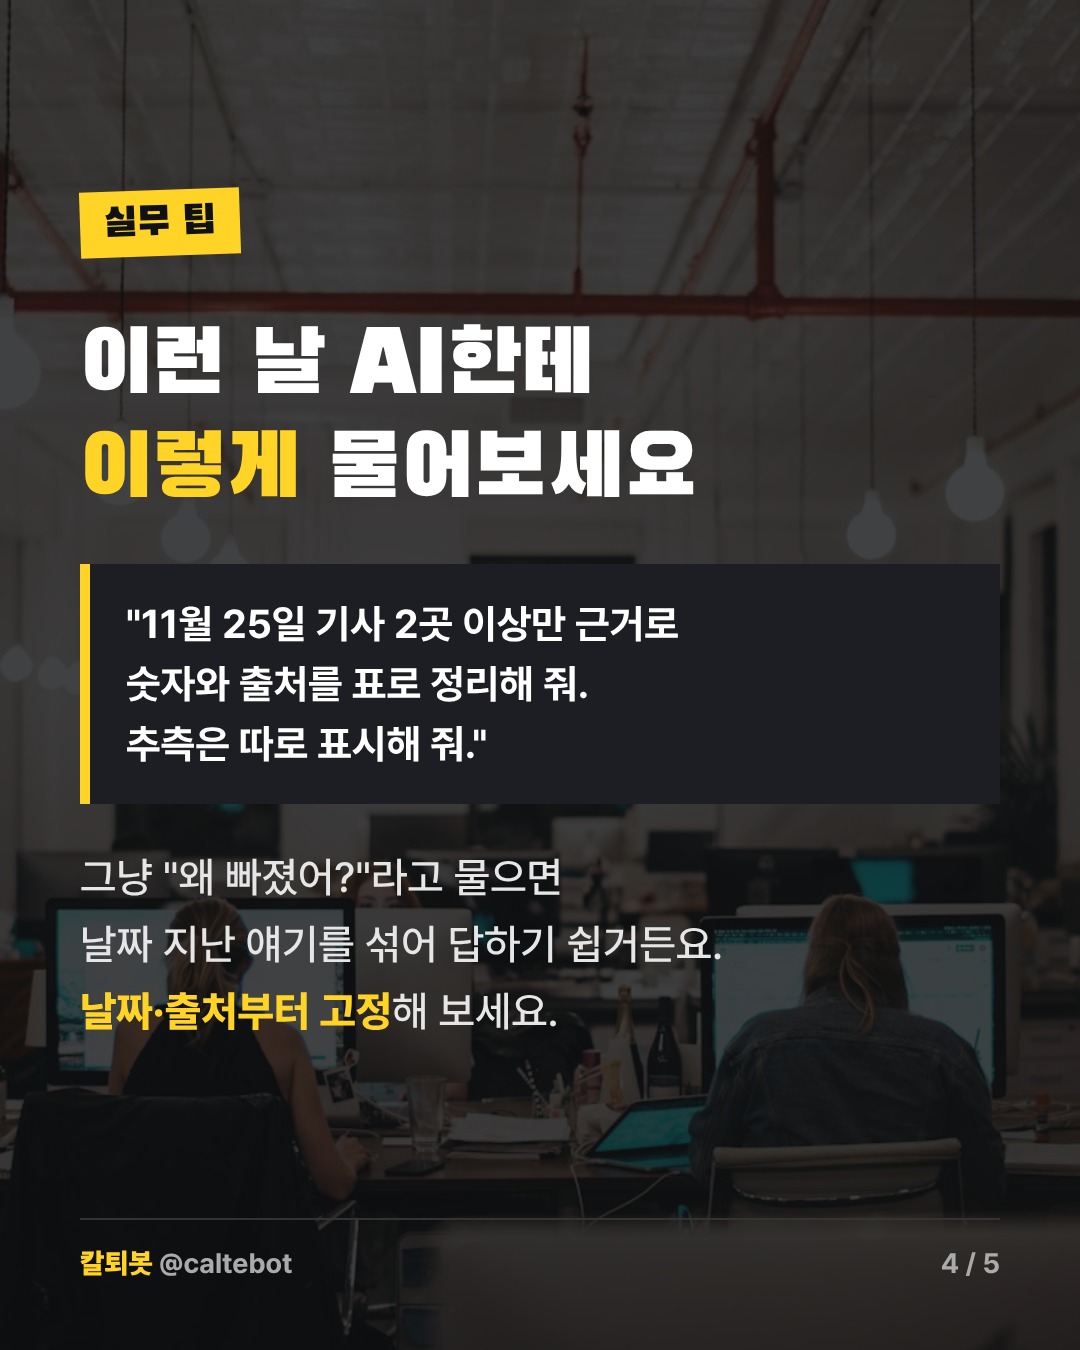 실무 팁
이런 날 AI한테
이렇게 물어보세요
"11월 25일 기사 2곳 이상만 근거로
숫자와 출처를 표로 정리해 줘.
추측은 따로 표시해 줘."
그냥 "왜 빠졌어?"라고 물으면
날짜 지난 얘기를 섞어 답하기 쉽거든요.
날짜·출처부터 고정해 보세요.
칼퇴봇 @caltebot
4 / 5